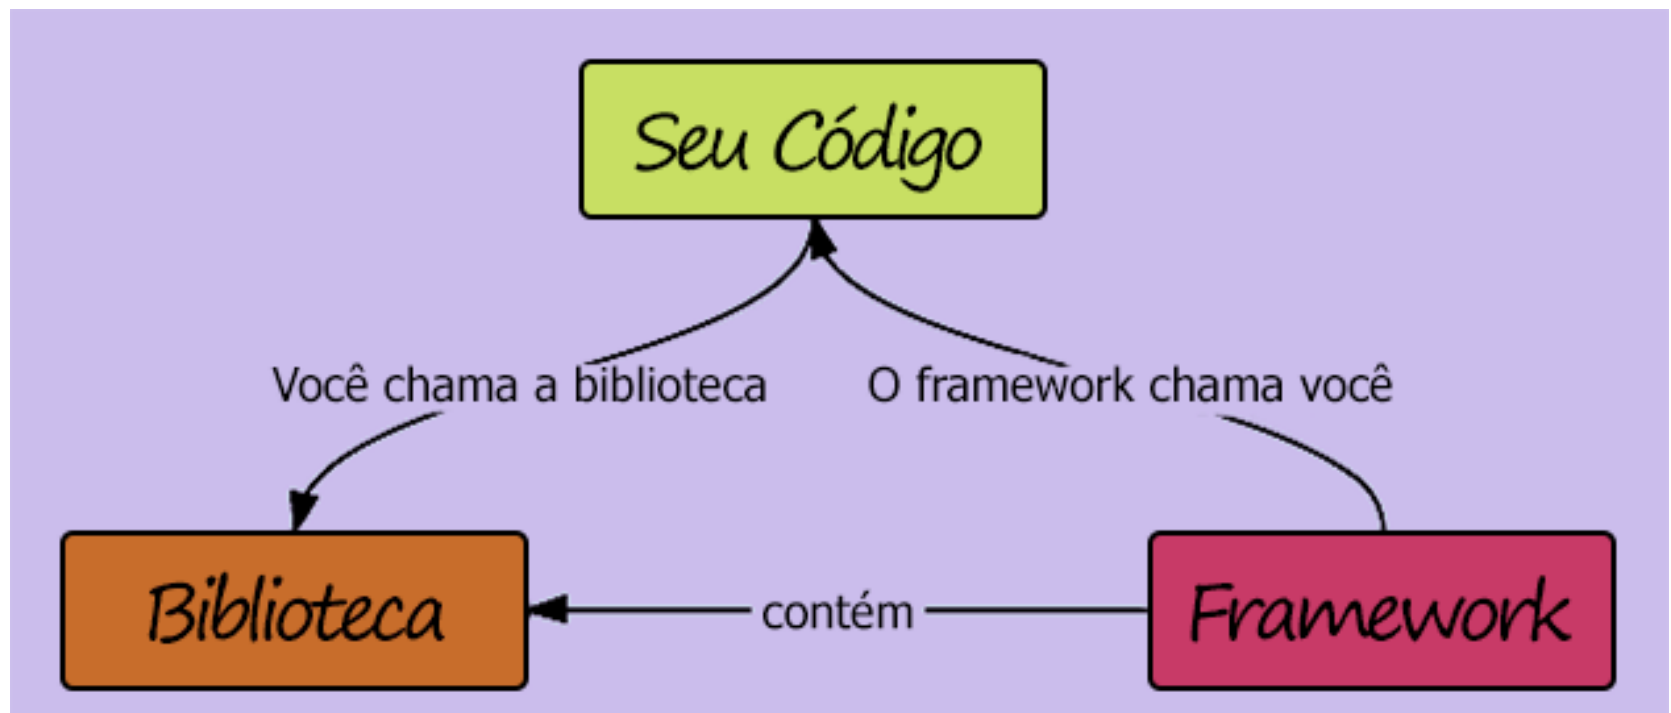 Seu Código
Você chama a biblioteca
O framework chama você
Biblioteca
contém
Framework